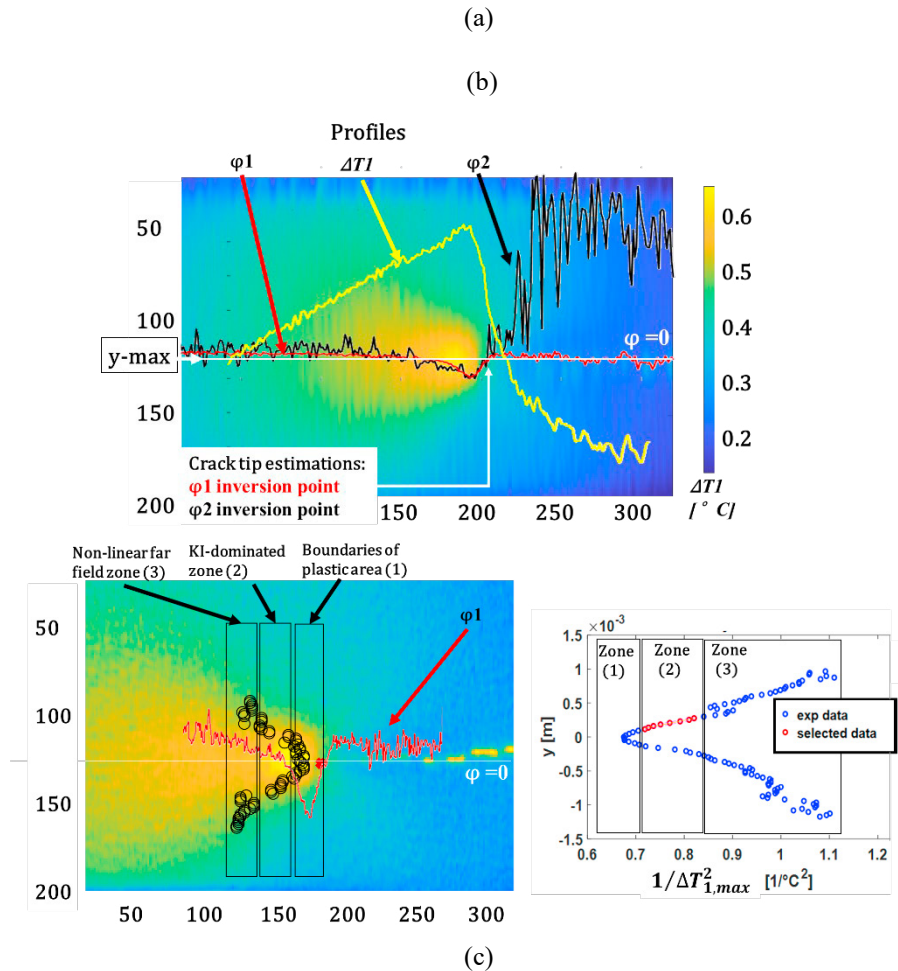 (a)
(b)
Profiles
φ1
ΔT1
φ2
50
100
150
200
y-max
φ=0
Crack tip estimations:
φ1 inversion point
φ2 inversion point
150
200
250
300
0.6
0.5
0.4
0.3
0.2
ΔT1
[°C]
Non-linear far
field zone (3)
KI-dominated
zone (2)
Boundaries of
plastic area (1)
φ1
50
100
150
200
φ=0
50
100
150
200
250
300
×10^-3
1.5
1
0.5
0
-0.5
-1
-1.5
y [m]
Zone
(1)
Zone
(2)
Zone
(3)
exp data
selected data
0.6
0.7
0.8
0.9
1
1.1
1.2
1/ΔT²1,max [1/°C²]
(c)